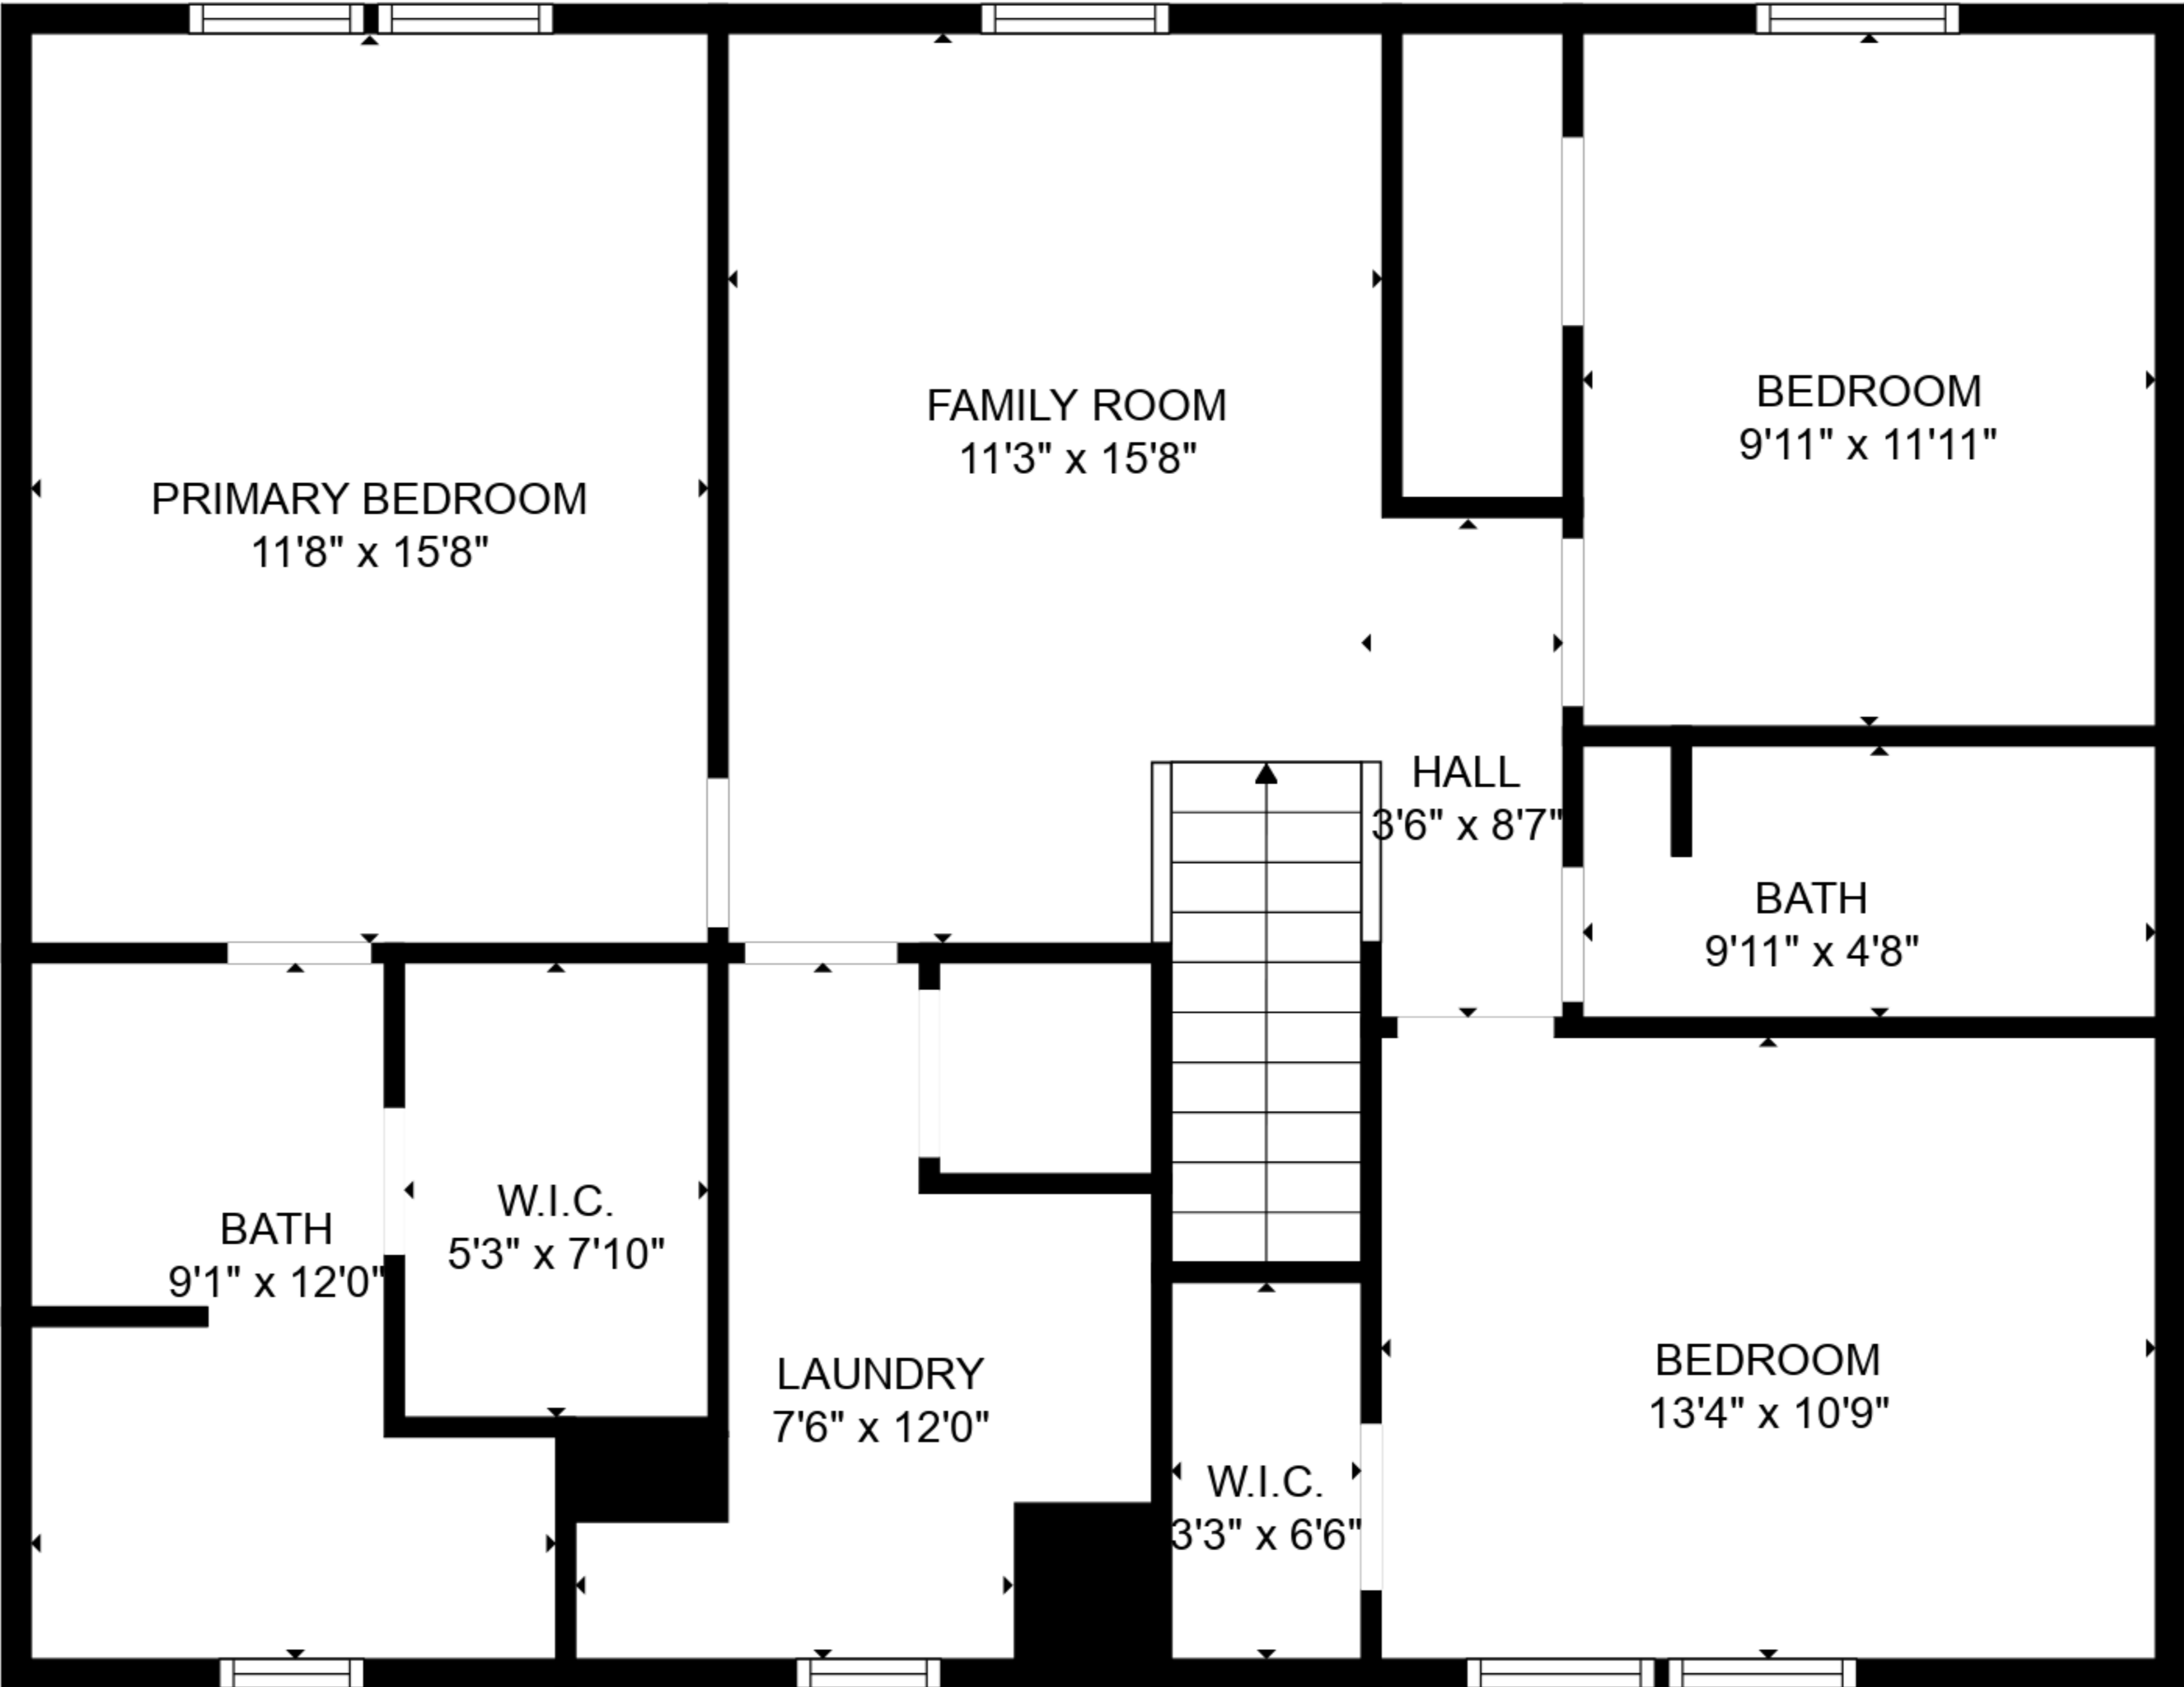 PRIMARY BEDROOM
11'8" x 15'8"
FAMILY ROOM
11'3" x 15'8"
BEDROOM
9'11" x 11'11"
HALL
3'6" x 8'7"
BATH
9'11" x 4'8"
BATH
9'1" x 12'0"
W.I.C.
5'3" x 7'10"
LAUNDRY
7'6" x 12'0"
W.I.C.
3'3" x 6'6"
BEDROOM
13'4" x 10'9"